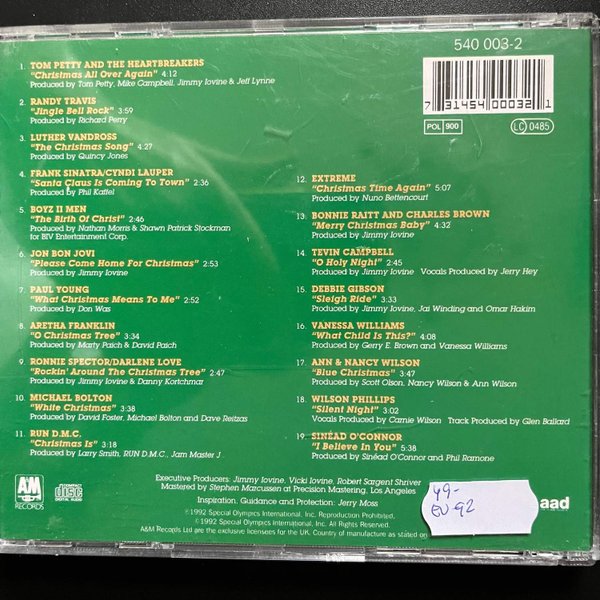 540 003-2
7 31454 00032 1
POL 900
LC 0485
1. TOM PETTY AND THE HEARTBREAKERS
"Christmas All Over Again" 4:12
Produced by Tom Petty, Mike Campbell, Jimmy Iovine & Jeff Lynne
2. RANDY TRAVIS
"Jingle Bell Rock" 3:59
Produced by Richard Perry
3. LUTHER VANDROSS
"The Christmas Song" 4:27
Produced by Quincy Jones
4. FRANK SINATRA/CYNDI LAUPER
"Santa Claus Is Coming To Town" 2:36
Produced by Phil Kaffel
5. BOYZ II MEN
"The Birth Of Christ" 2:46
Produced by Nathan Morris & Shawn Patrick Stockman
for BIV Entertainment Corp.
6. JON BON JOVI
"Please Come Home For Christmas" 2:53
Produced by Jimmy Iovine
7. PAUL YOUNG
"What Christmas Means To Me" 2:52
Produced by Don Was
8. ARETHA FRANKLIN
"O Christmas Tree" 3:34
Produced by Marty Paich & David Paich
9. RONNIE SPECTOR/DARLENE LOVE
"Rockin' Around The Christmas Tree" 2:47
Produced by Jimmy Iovine & Danny Kortchmar
10. MICHAEL BOLTON
"White Christmas" 3:38
Produced by David Foster, Michael Bolton and Dave Reitzas
11. RUN D.M.C.
"Christmas Is" 3:18
Produced by Larry Smith, RUN D.M.C., Jam Master J
12. EXTREME
"Christmas Time Again" 5:07
Produced by Nuno Bettencourt
13. BONNIE RAITT AND CHARLES BROWN
"Merry Christmas Baby" 4:32
Produced by Jimmy Iovine
14. TEVIN CAMPBELL
"O Holy Night" 2:45
Produced by Jimmy Iovine Vocals Produced by Jerry Hey
15. DEBBIE GIBSON
"Sleigh Ride" 3:33
Produced by Jimmy Iovine, Jai Winding and Omar Hakim
16. VANESSA WILLIAMS
"What Child Is This?" 4:08
Produced by Gerry E. Brown and Vanessa Williams
17. ANN & NANCY WILSON
"Blue Christmas" 3:47
Produced by Scott Olson, Nancy Wilson & Ann Wilson
18. WILSON PHILLIPS
"Silent Night" 3:02
Vocals Produced by Carnie Wilson Track Produced by Glen Ballard
19. SINÉAD O'CONNOR
"I Believe In You" 5:38
Produced by Sinéad O'Connor and Phil Ramone
A&M RECORDS
COMPACT disc DIGITAL AUDIO
Executive Producers: Jimmy Iovine, Vicki Iovine, Robert Sargent Shriver
Mastered by Stephen Marcussen at Precision Mastering, Los Angeles
Inspiration, Guidance and Protection: Jerry Moss
℗1992 Special Olympics International, Inc. Reproduction Prohibited.
©1992 Special Olympics International, Inc. All Rights Reserved.
A&M Records Ltd are the exclusive licensees for the UK. Country of manufacture as stated on
49-
EU-92
aad